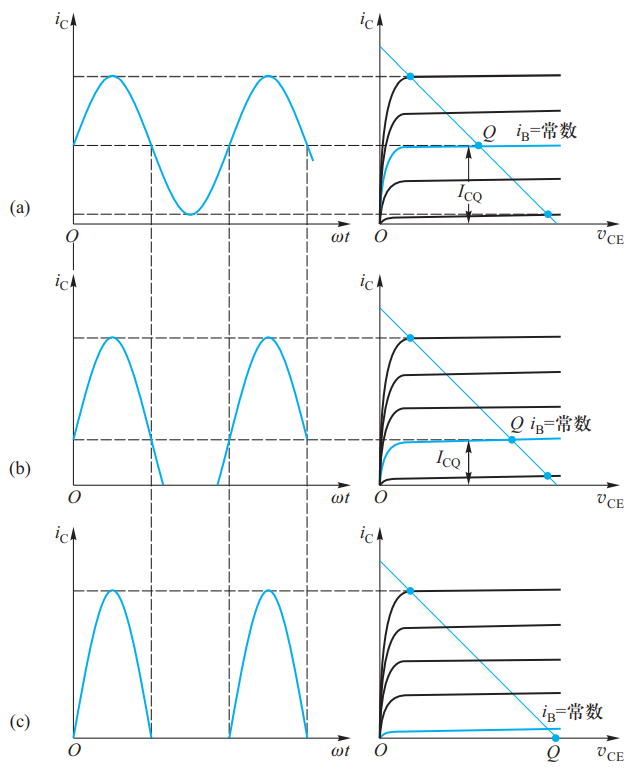 i_C
i_C
Q
i_B=常数
I_CQ
(a)
O
ωt
O
v_CE
i_C
i_C
Q
i_B=常数
I_CQ
(b)
O
ωt
O
v_CE
i_C
i_C
i_B=常数
(c)
O
ωt
O
Q
v_CE